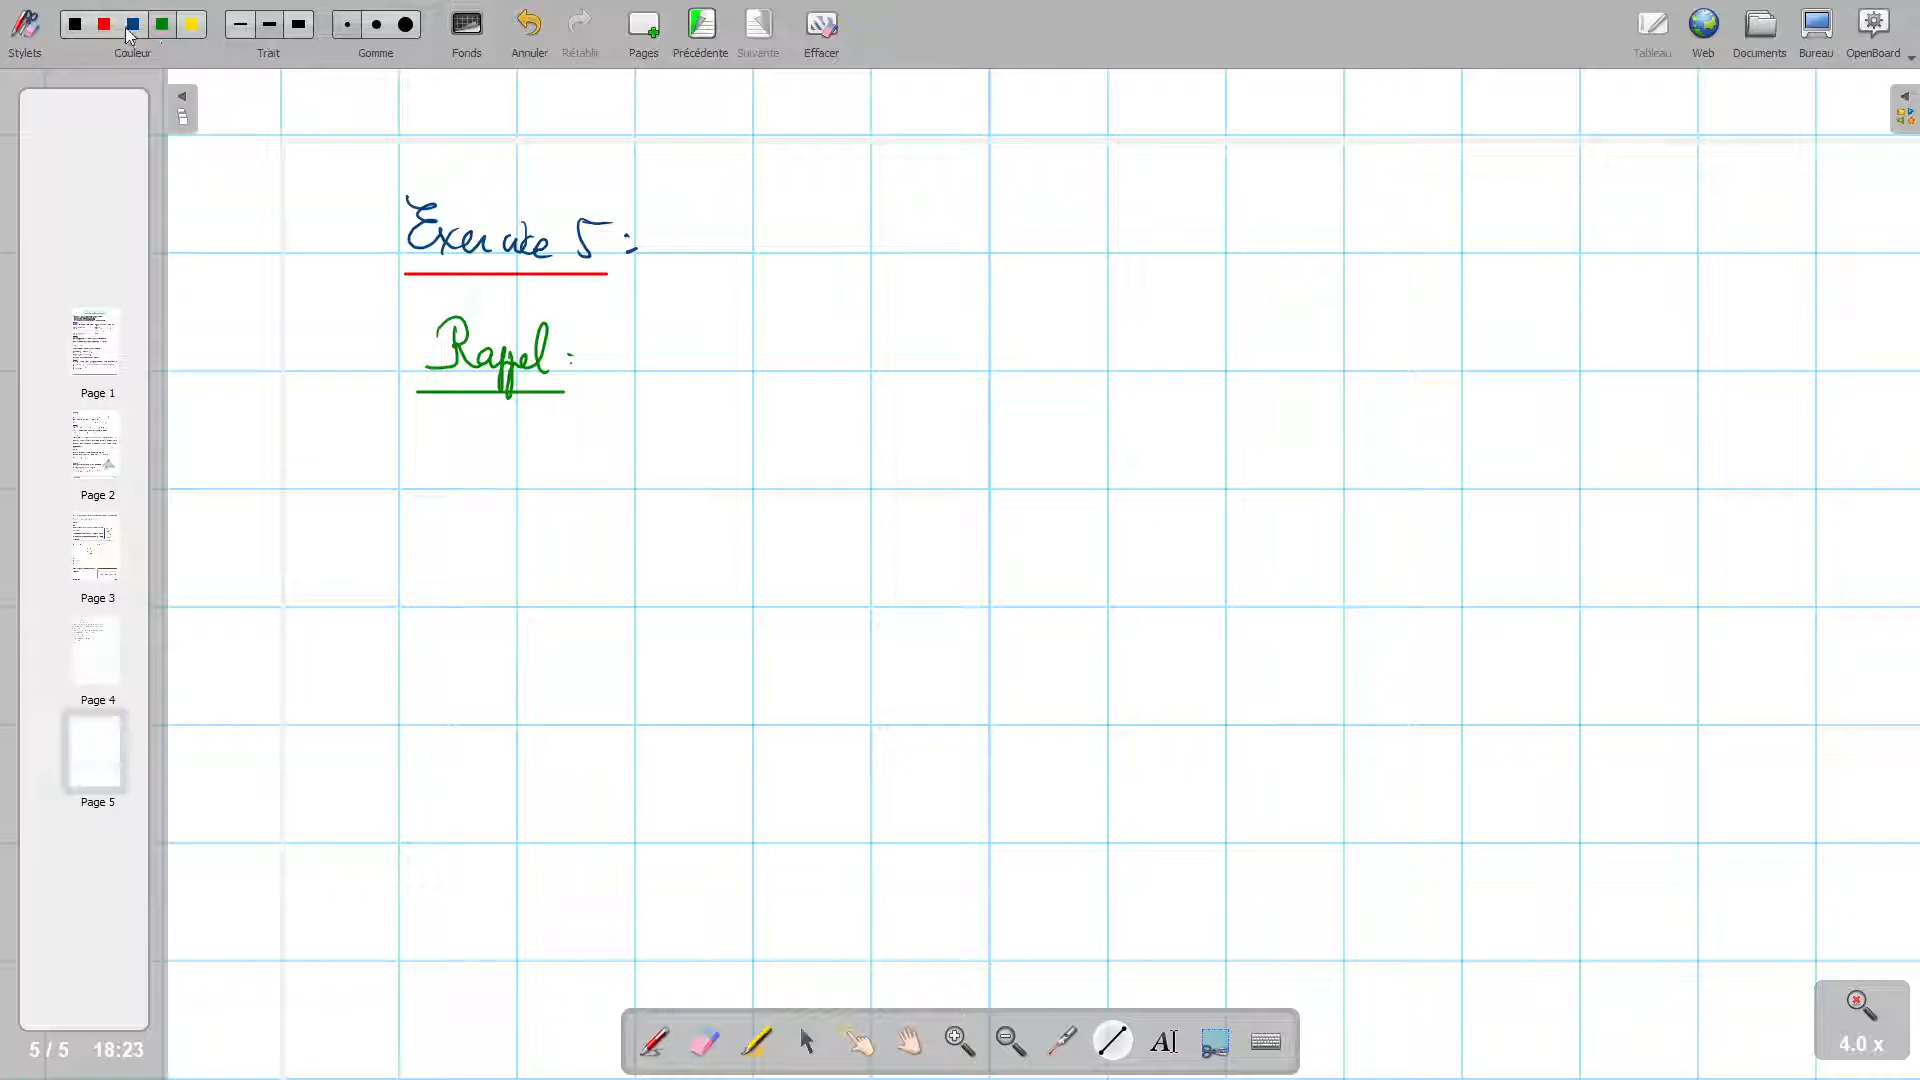 Stylets
Couleur
Trait
Gomme
Fonds
Annuler
Rétablir
Pages
Précédente
Suivante
Effacer
Tableau
Web
Documents
Bureau
OpenBoard
Exercice 5 :
Rappel :
Page 1
Page 2
Page 3
Page 4
Page 5
5 / 5 18:23
4.0 x